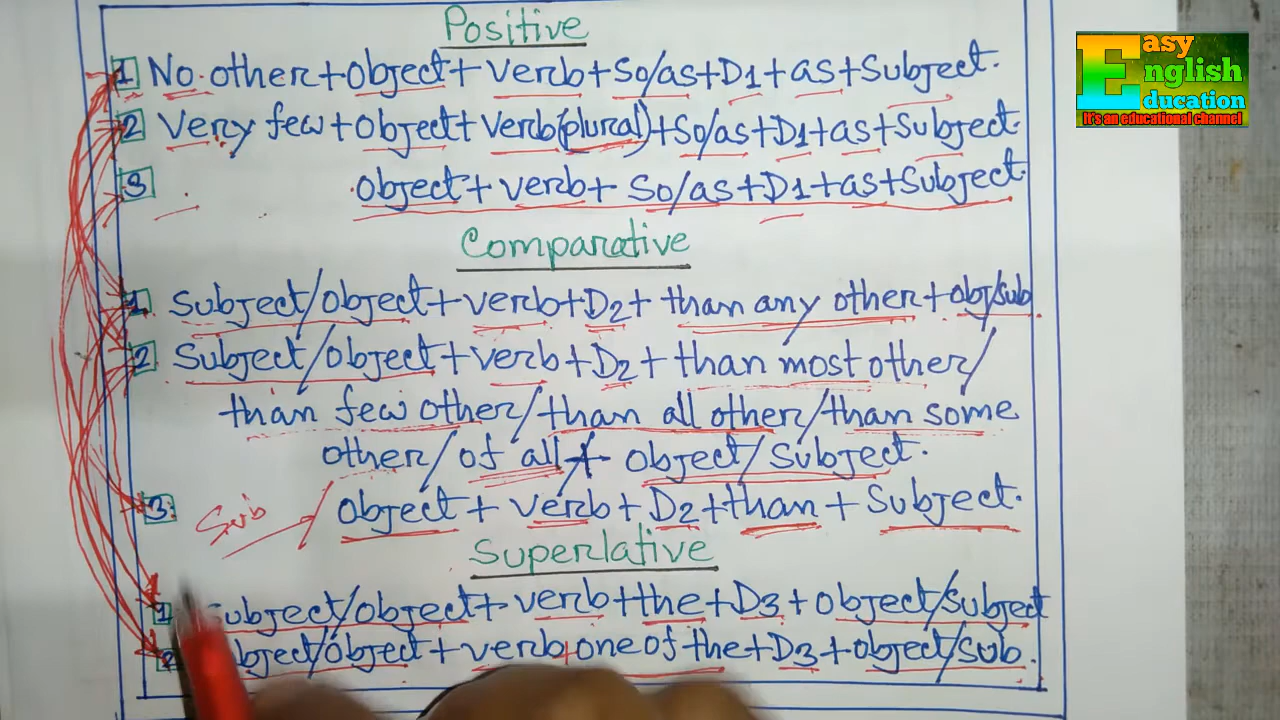 Positive
1 No other + object + verb + so/as + D1 + as + Subject.
2 Very few + object + verb(plural) + So/as + D1 + as + Subject.
3 object + verb + So/as + D1 + as + Subject.
Comparative
1 Subject/object + verb + D2 + than any other + obj/sub
2 Subject/object + verb + D2 + than most other/
than few other/than all other/than some
other/of all + object/Subject.
3. Sub/object + verb + D2 + than + Subject.
Superlative
1 Subject/object + verb + the + D3 + object/Subject
2 object/object + verb + one of the + D3 + object/Sub.
Easy
English
Education
It's an educational channel